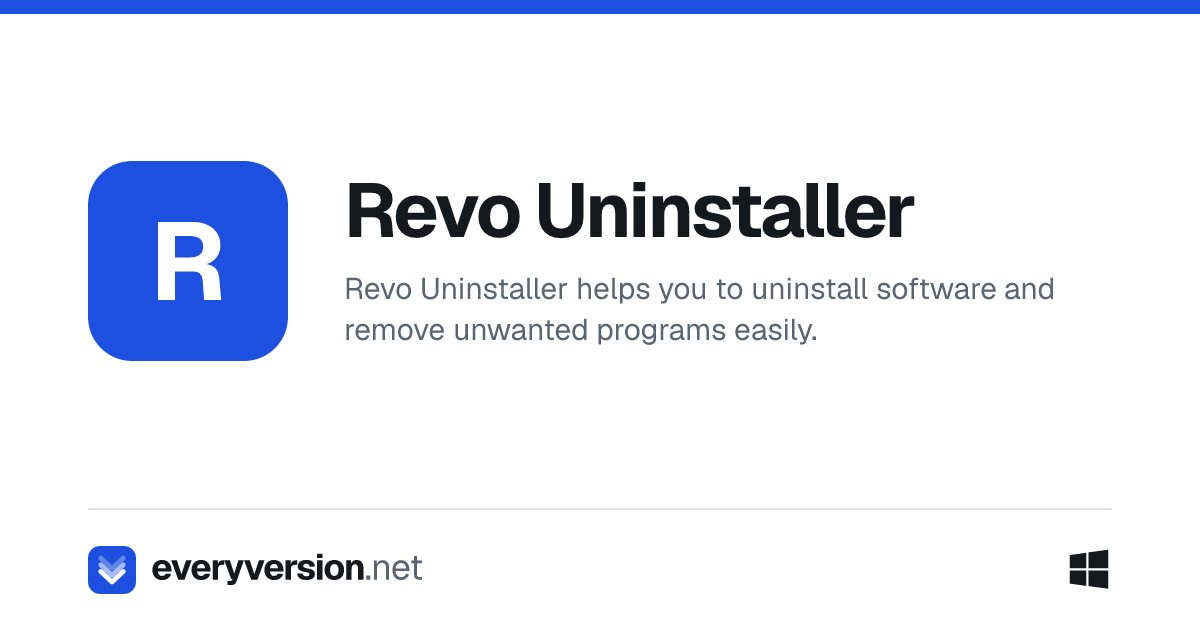 R
Revo Uninstaller
Revo Uninstaller helps you to uninstall software and
remove unwanted programs easily.
everyversion.net